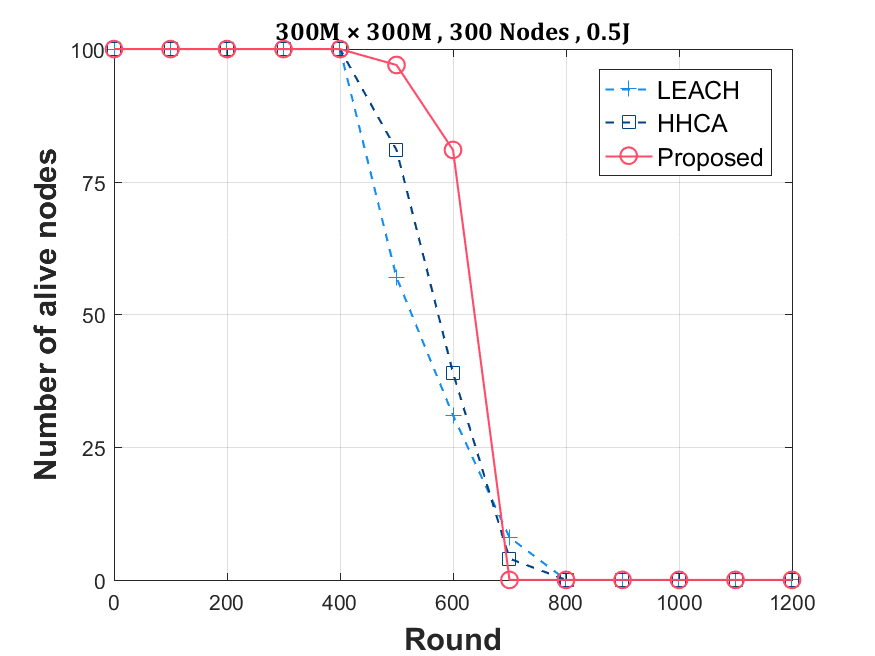 300M × 300M , 300 Nodes , 0.5J
LEACH
HHCA
Proposed
Number of alive nodes
100
75
50
25
0
0 200 400 600 800 1000 1200
Round